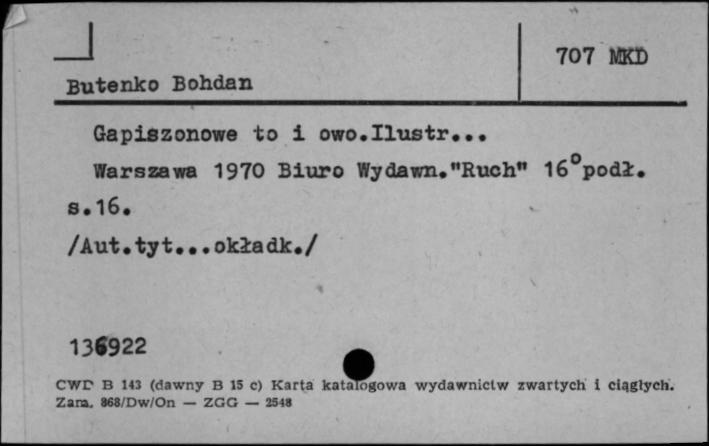 707 MKD
Butenko Bohdan
Gapiszonowe to i owo.Ilustr...
Warszawa 1970 Biuro Wydawn."Ruch" 16°podł.
s.16.
/Aut.tyt...okładk./
136922
CWD B 143 (dawny B 15 c) Karta katalogowa wydawnictw zwartych i ciągłych.
Zam. 868/Dw/On — ZGG — 2548